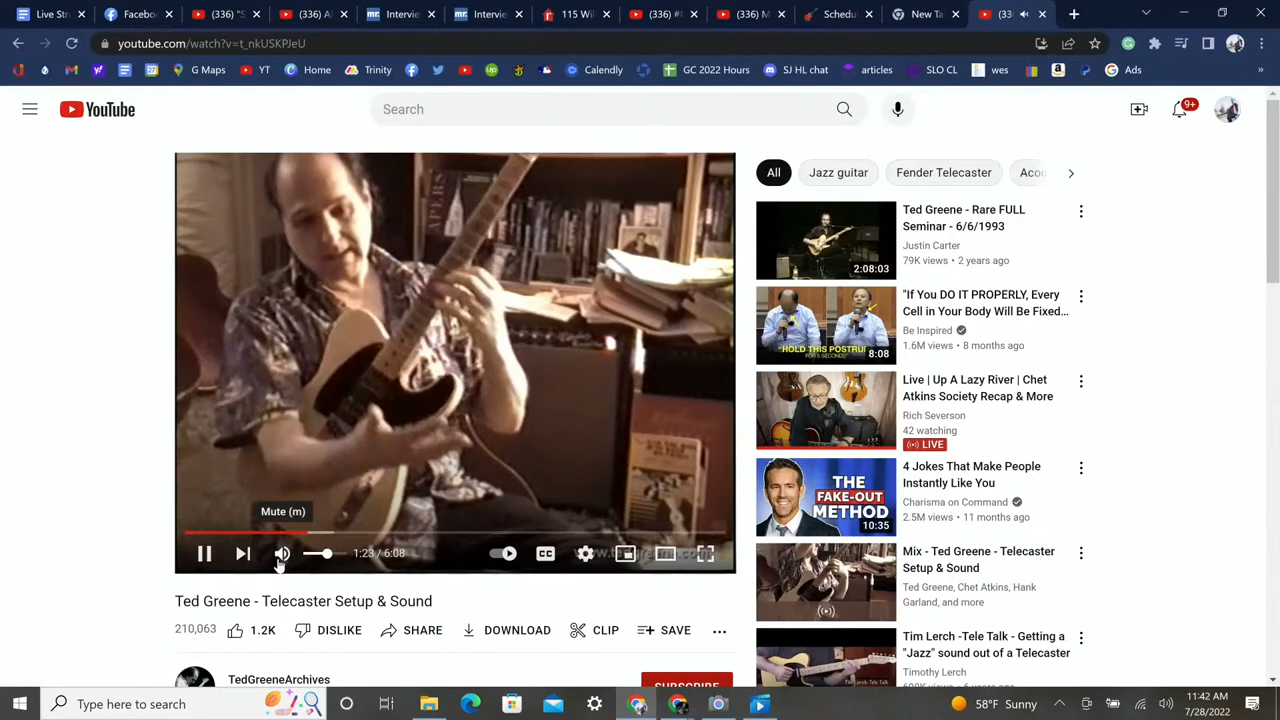 Live Str
Facebo
(336) "S
(336) Al
Intervie
Intervie
115 Wil
(336) #
(336) M
Schedu
New Ta
(33
youtube.com/watch?v=t_nkUSKPJeU
G Maps
YT
Home
Trinity
Calendly
GC 2022 Hours
SJ HL chat
articles
SLO CL
wes
Ads
YouTube
Search
9+
All
Jazz guitar
Fender Telecaster
Acou
Ted Greene - Rare FULL
Seminar - 6/6/1993
Justin Carter
79K views • 2 years ago
2:08:03
"If You DO IT PROPERLY, Every
Cell in Your Body Will Be Fixed...
Be Inspired
1.6M views • 8 months ago
"HOLD THIS POSTRU
FOR 5 SECONDS"
8:08
Live | Up A Lazy River | Chet
Atkins Society Recap & More
Rich Severson
42 watching
LIVE
4 Jokes That Make People
Instantly Like You
Charisma on Command
2.5M views • 11 months ago
THE
FAKE-OUT
METHOD
10:35
Mix - Ted Greene - Telecaster
Setup & Sound
Ted Greene, Chet Atkins, Hank
Garland, and more
Tim Lerch -Tele Talk - Getting a
"Jazz" sound out of a Telecaster
Timothy Lerch
Mute (m)
1:23 / 6:08
CC
Ted Greene - Telecaster Setup & Sound
210,063
1.2K
DISLIKE
SHARE
DOWNLOAD
CLIP
SAVE
TedGreeneArchives
SUBSCRIBE
Type here to search
58°F Sunny
11:42 AM
7/28/2022